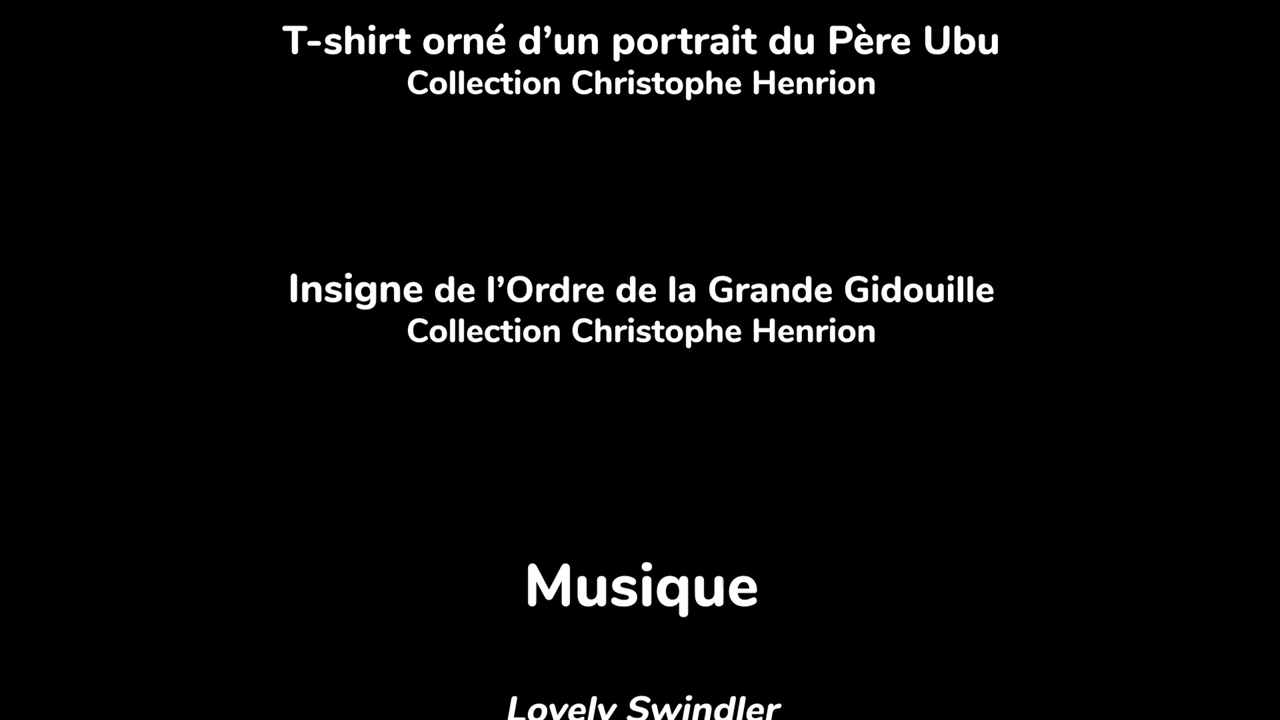 T-shirt orné d’un portrait du Père Ubu
Collection Christophe Henrion
Insigne de l’Ordre de la Grande Gidouille
Collection Christophe Henrion
Musique
Lovely Swindler